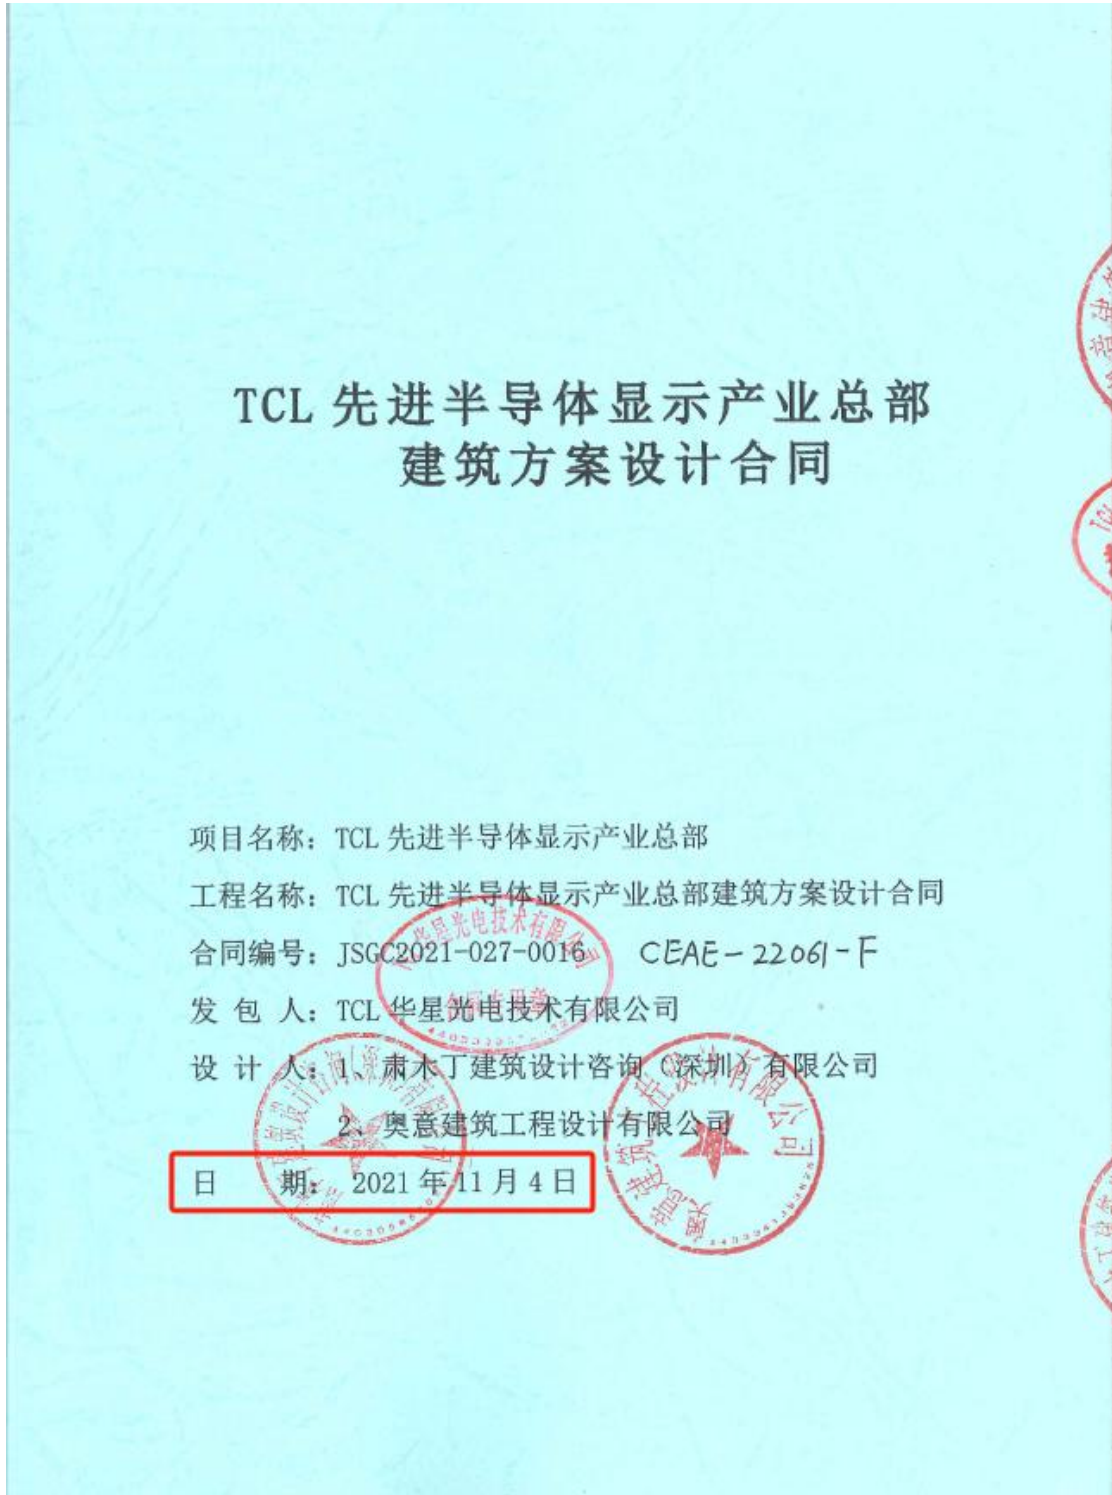 TCL 先进半导体显示产业总部
建筑方案设计合同
项目名称：TCL 先进半导体显示产业总部
工程名称：TCL 先进半导体显示产业总部建筑方案设计合同
合同编号：JSGC2021-027-0016 CEAE-22061-F
发 包 人：TCL 华星光电技术有限公司
合同专用章
设 计 人：1、肃木丁建筑设计咨询（深圳）有限公司
2、奥意建筑工程设计有限公司
日 期： 2021 年 11 月 4 日